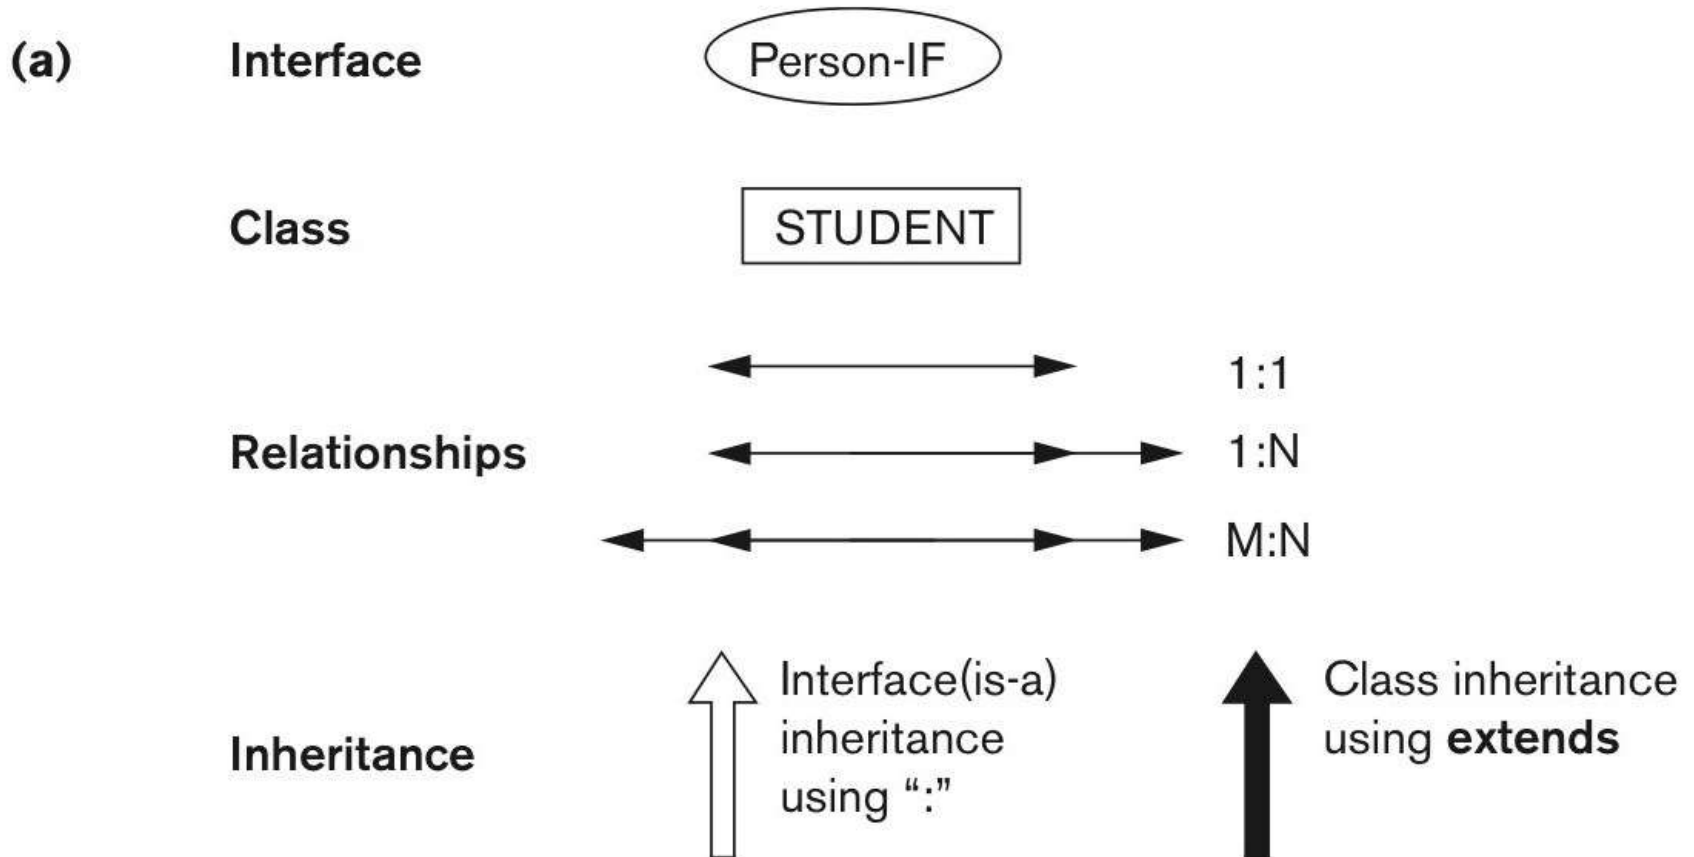 (a) Interface Person-IF
Class STUDENT
1:1
Relationships 1:N
M:N
Inheritance
Interface(is-a)
inheritance
using “:”
Class inheritance
using extends